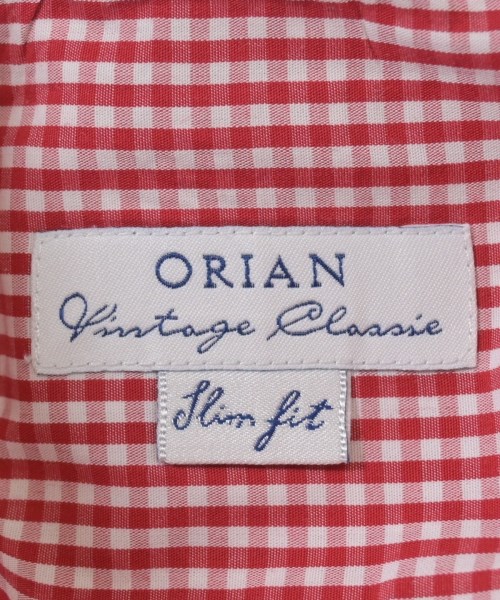 ORIAN
Vintage Classic
Slim fit